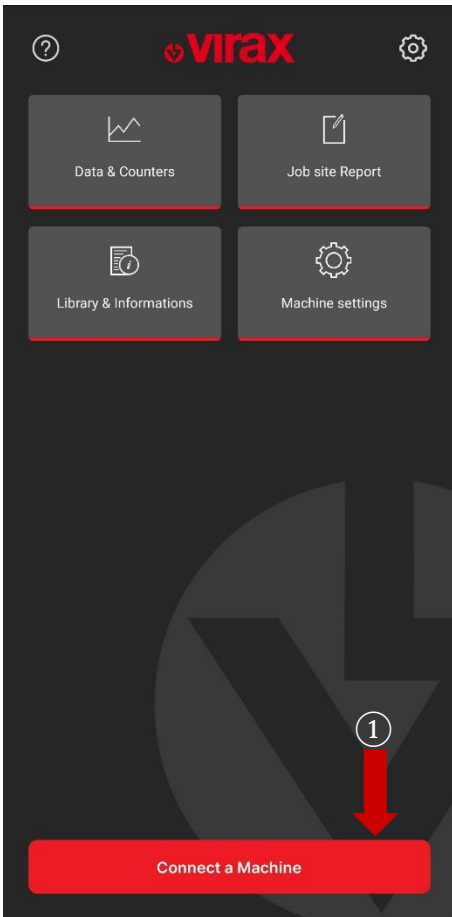 ?
virax
Data & Counters
Job site Report
i
Library & Informations
Machine settings
1
Connect a Machine